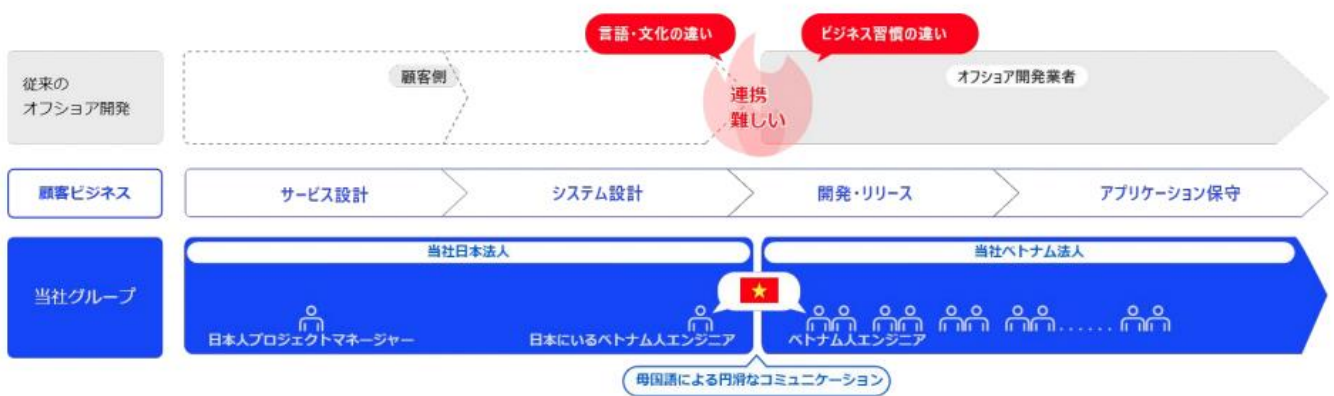 言語・文化の違い
ビジネス習慣の違い
従来の
オフショア開発
顧客側
連携
難しい
オフショア開発業者
顧客ビジネス
サービス設計
システム設計
開発・リリース
アプリケーション保守
当社グループ
当社日本法人
当社ベトナム法人
日本人プロジェクトマネージャー
日本にいるベトナム人エンジニア
ベトナム人エンジニア
......
母国語による円滑なコミュニケーション